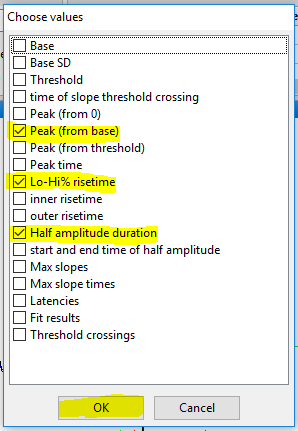 Choose values
Base
Base SD
Threshold
time of slope threshold crossing
Peak (from 0)
Peak (from base)
Peak (from threshold)
Peak time
Lo-Hi% risetime
inner risetime
outer risetime
Half amplitude duration
start and end time of half amplitude
Max slopes
Max slope times
Latencies
Fit results
Threshold crossings
OK
Cancel